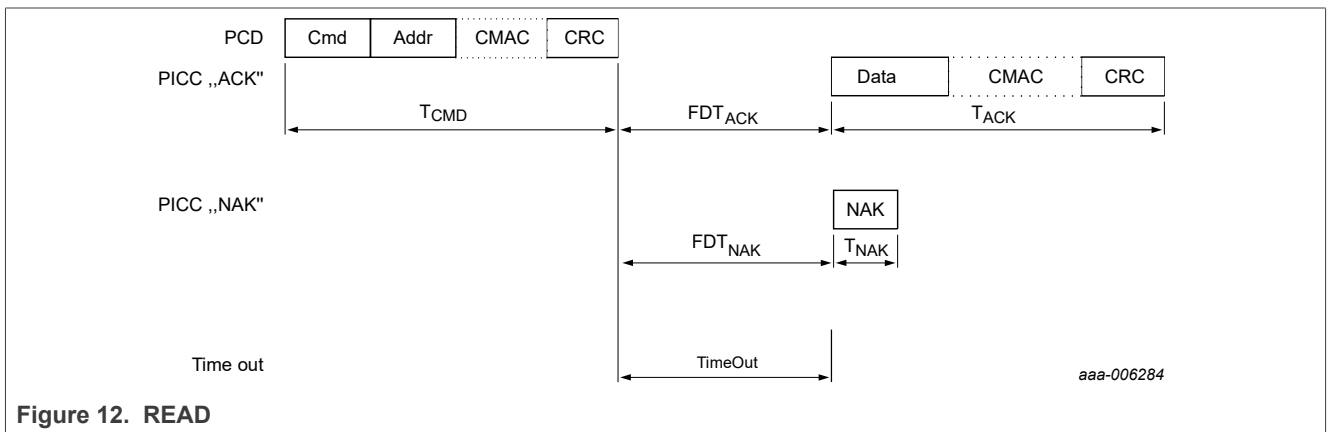 PCD Cmd Addr CMAC CRC
PICC ,,ACK" Data CMAC CRC
TCMD FDTACK TACK
PICC ,,NAK" NAK
FDTNAK TNAK
Time out TimeOut aaa-006284
Figure 12. READ